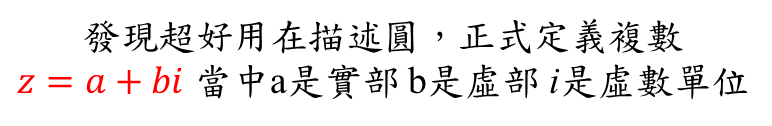 發現超好用在描述圓，正式定義複數
z = a + bi 當中a是實部 b是虛部 i是虛數單位